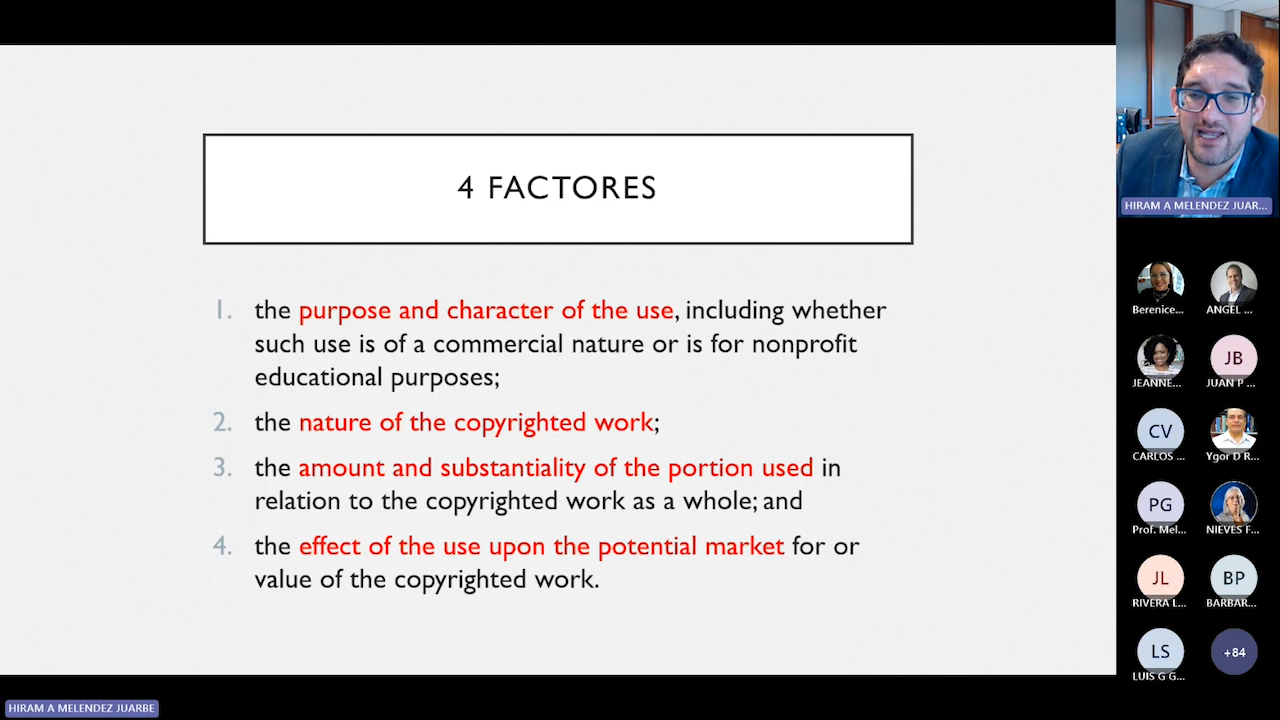 4 FACTORES
1. the purpose and character of the use, including whether
such use is of a commercial nature or is for nonprofit
educational purposes;
2. the nature of the copyrighted work;
3. the amount and substantiality of the portion used in
relation to the copyrighted work as a whole; and
4. the effect of the use upon the potential market for or
value of the copyrighted work.
HIRAM A MELENDEZ JUARBE
HIRAM A MELENDEZ JUAR...
Berenice...
ANGEL ...
JEANNE...
JB
JUAN P ...
CV
CARLOS ...
Ygor D R...
PG
Prof. Mel...
NIEVES F...
JL
RIVERA L...
BP
BARBAR...
LS
LUIS G G...
+84